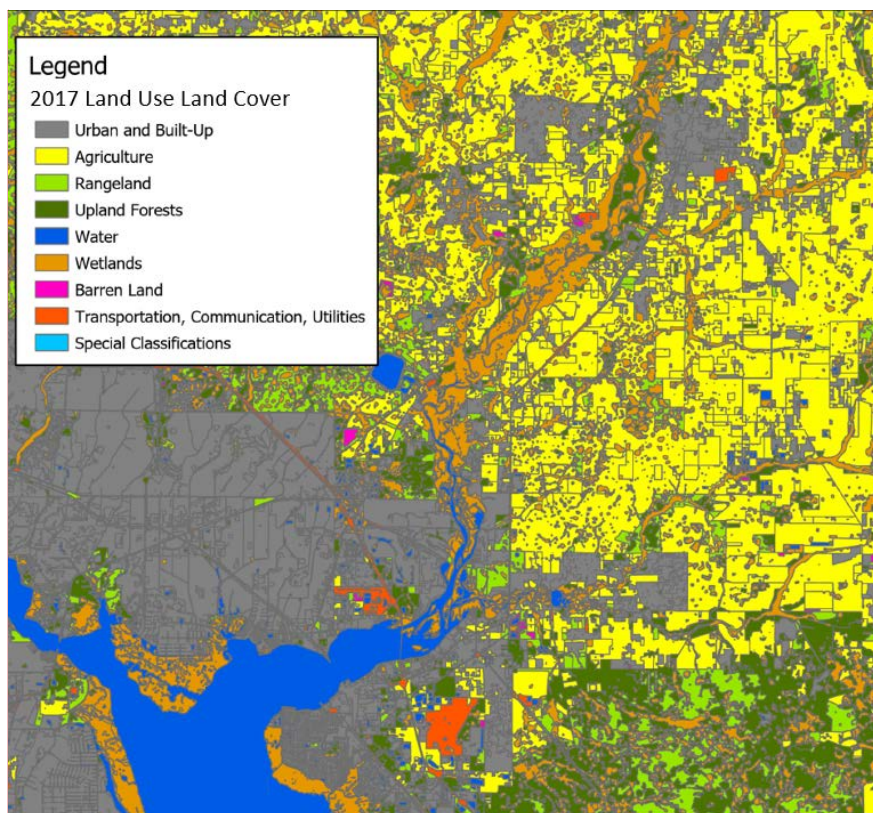 Legend
2017 Land Use Land Cover
Urban and Built-Up
Agriculture
Rangeland
Upland Forests
Water
Wetlands
Barren Land
Transportation, Communication, Utilities
Special Classifications